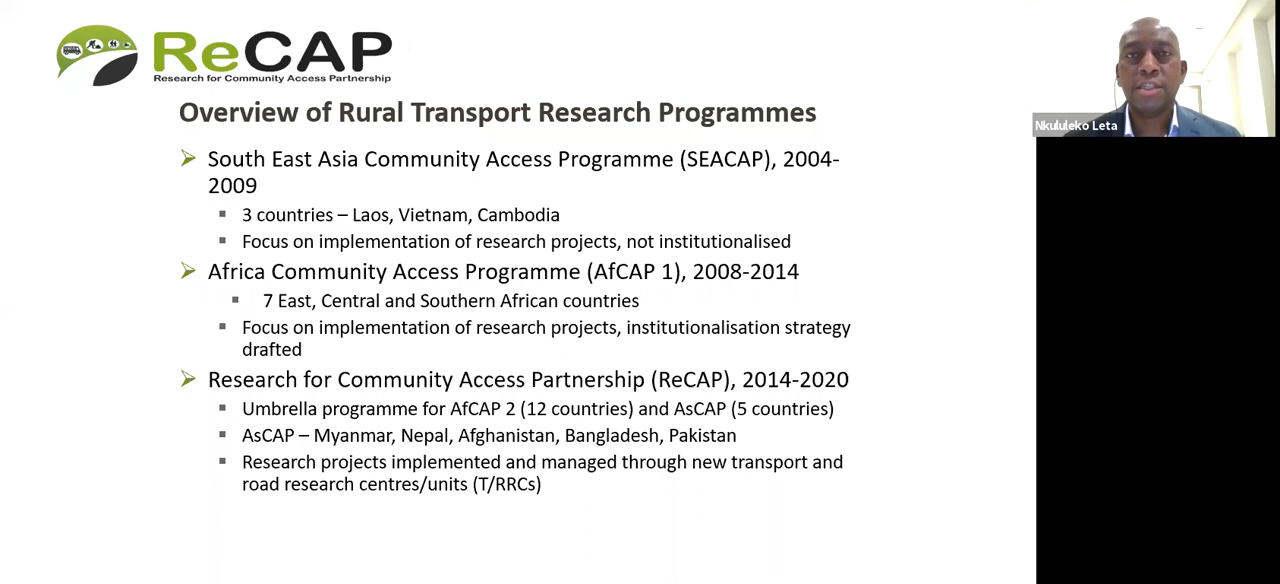 ReCAP
Research for Community Access Partnership
Nkululeko Leta
Overview of Rural Transport Research Programmes
South East Asia Community Access Programme (SEACAP), 2004-
2009
3 countries – Laos, Vietnam, Cambodia
Focus on implementation of research projects, not institutionalised
Africa Community Access Programme (AfCAP 1), 2008-2014
7 East, Central and Southern African countries
Focus on implementation of research projects, institutionalisation strategy
drafted
Research for Community Access Partnership (ReCAP), 2014-2020
Umbrella programme for AfCAP 2 (12 countries) and AsCAP (5 countries)
AsCAP – Myanmar, Nepal, Afghanistan, Bangladesh, Pakistan
Research projects implemented and managed through new transport and
road research centres/units (T/RRCs)